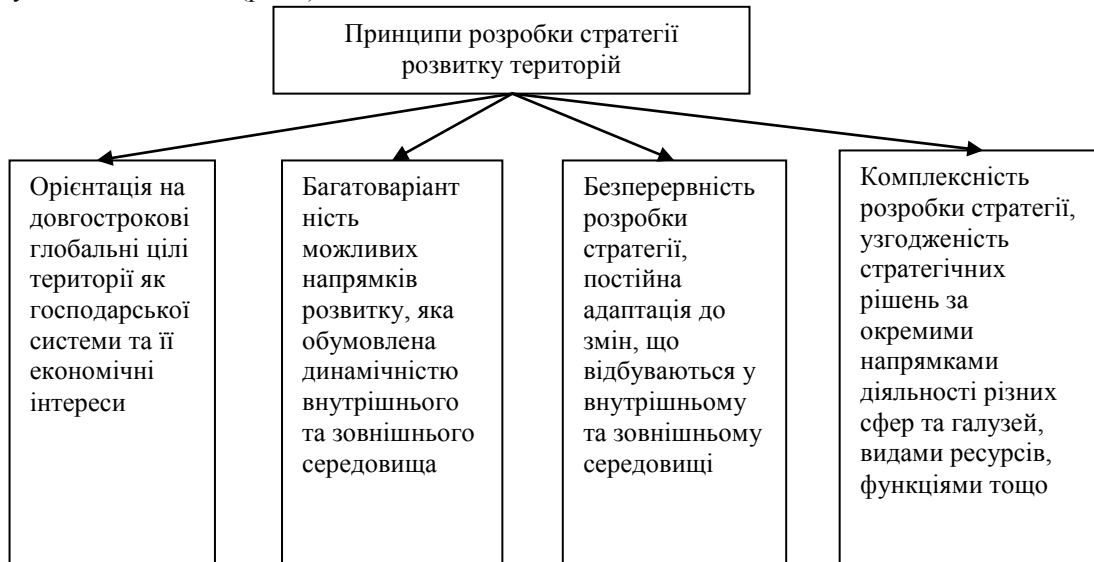 Принципи розробки стратегії
розвитку територій
Орієнтація на
довгострокові
глобальні цілі
території як
господарської
системи та її
економічні
інтереси
Багатоваріант
ність
можливих
напрямків
розвитку, яка
обумовлена
динамічністю
внутрішнього
та зовнішнього
середовища
Безперервність
розробки
стратегії,
постійна
адаптація до
змін, що
відбуваються у
внутрішньому
та зовнішньому
середовищі
Комплексність
розробки стратегії,
узгодженість
стратегічних
рішень за
окремими
напрямками
діяльності різних
сфер та галузей,
видами ресурсів,
функціями тощо